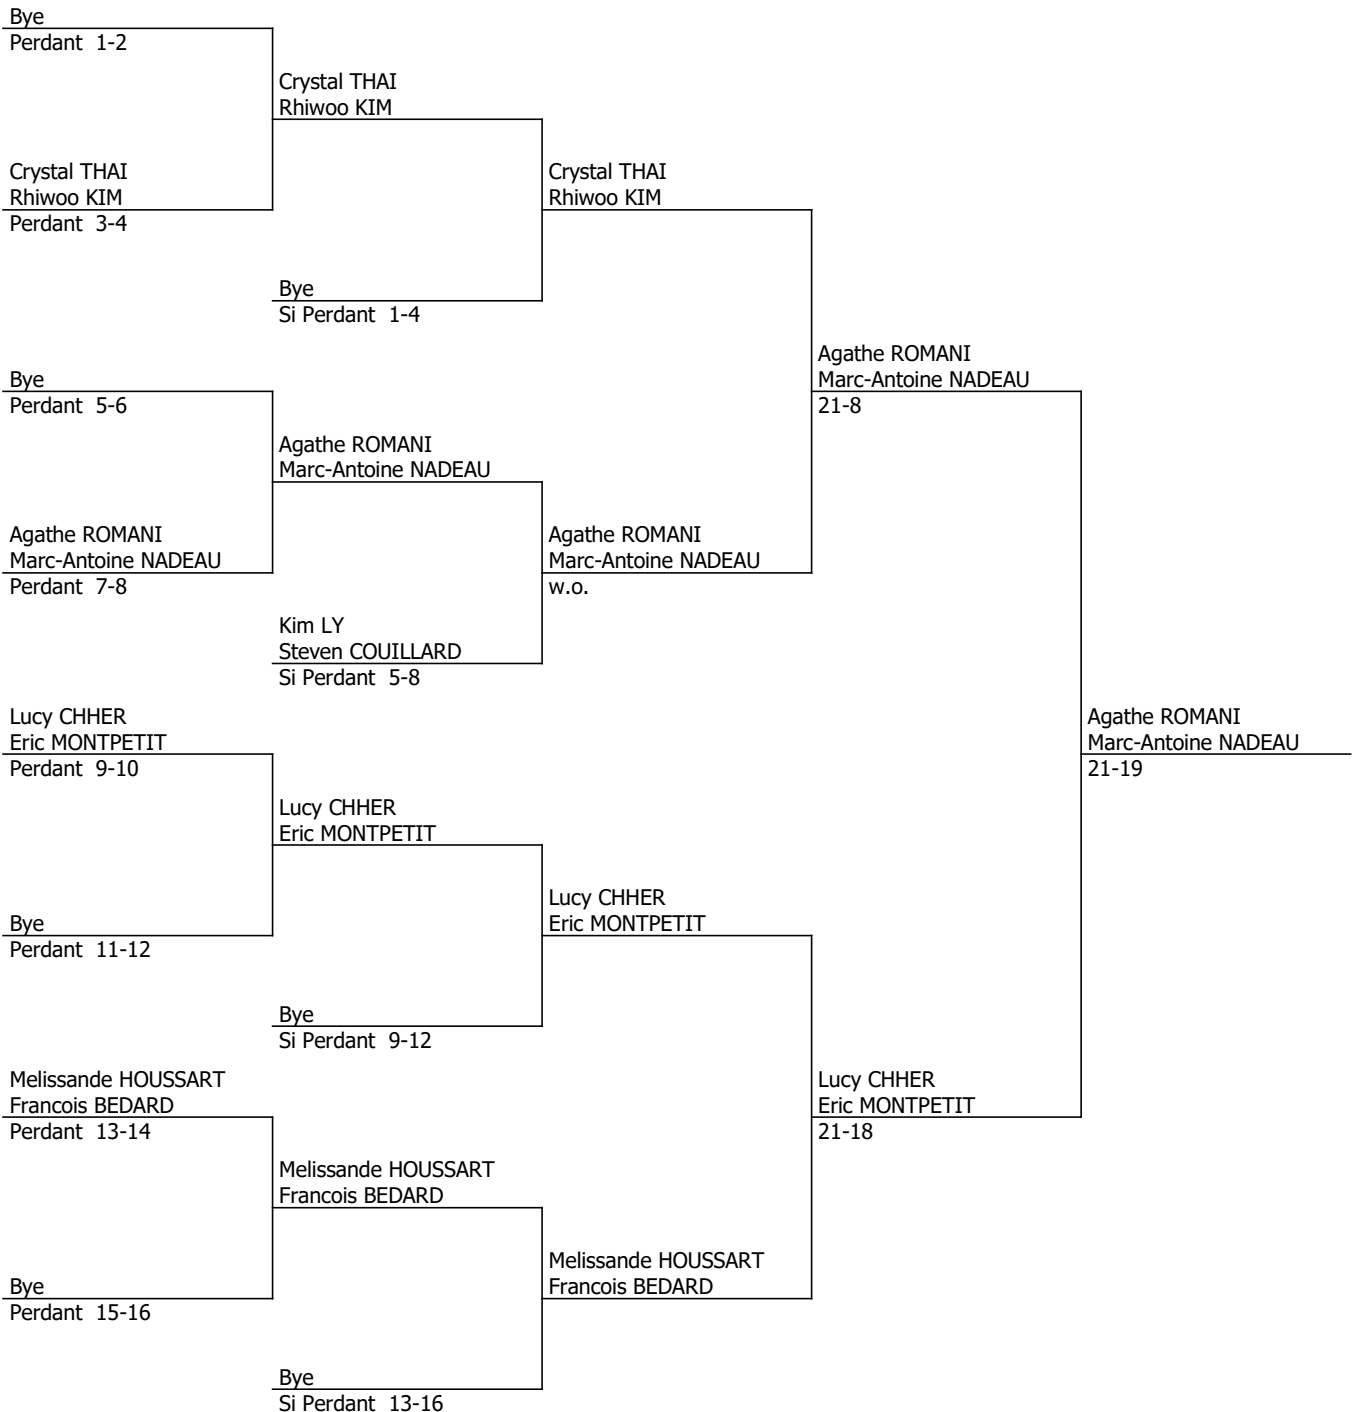 Bye
Perdant 1-2
Crystal THAI
Rhiwoo KIM
Crystal THAI
Rhiwoo KIM
Perdant 3-4
Crystal THAI
Rhiwoo KIM
Bye
Si Perdant 1-4
Agathe ROMANI
Marc-Antoine NADEAU
21-8
Bye
Perdant 5-6
Agathe ROMANI
Marc-Antoine NADEAU
Agathe ROMANI
Marc-Antoine NADEAU
Perdant 7-8
Agathe ROMANI
Marc-Antoine NADEAU
w.o.
Kim LY
Steven COUILLARD
Si Perdant 5-8
Lucy CHHER
Eric MONTPETIT
Perdant 9-10
Agathe ROMANI
Marc-Antoine NADEAU
21-19
Lucy CHHER
Eric MONTPETIT
Lucy CHHER
Eric MONTPETIT
Bye
Perdant 11-12
Bye
Si Perdant 9-12
Melissande HOUSSART
Francois BEDARD
Perdant 13-14
Lucy CHHER
Eric MONTPETIT
21-18
Melissande HOUSSART
Francois BEDARD
Melissande HOUSSART
Francois BEDARD
Bye
Perdant 15-16
Bye
Si Perdant 13-16